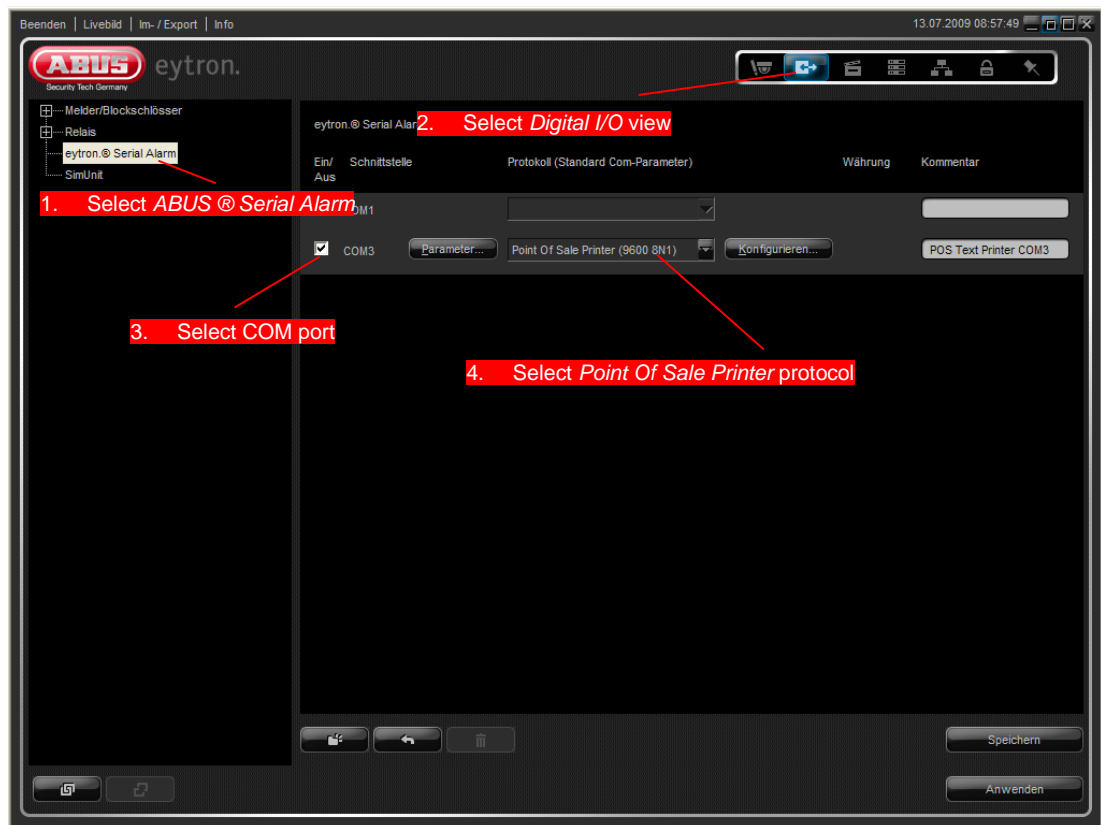 Beenden | Livebild | Im- / Export | Info
13.07.2009 08:57:49
ABUS eytron.
Security Tech Germany
Melder/Blockschlösser
Relais
eytron.® Serial Alarm
SimUnit
1. Select ABUS ® Serial Alarm
eytron.® Serial Alar
2. Select Digital I/O view
Ein/ Aus
Schnittstelle
Protokoll (Standard Com-Parameter)
Währung
Kommentar
OM1
COM3
Parameter...
Point Of Sale Printer (9600 8N1)
Konfigurieren...
POS Text Printer COM3
3. Select COM port
4. Select Point Of Sale Printer protocol
Speichern
Anwenden